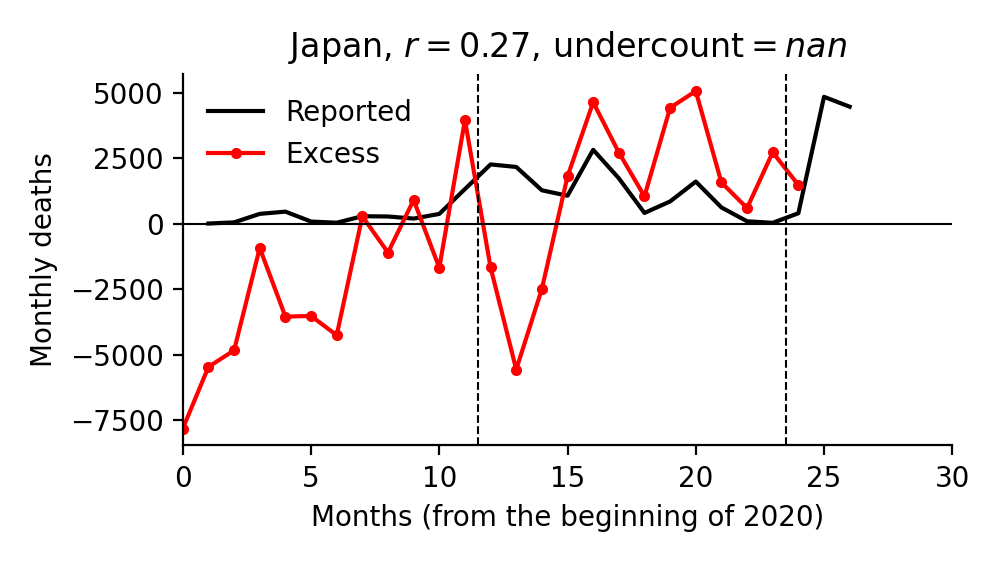 Japan, r = 0.27, undercount = nan
Reported
Excess
Monthly deaths
5000
2500
0
−2500
−5000
−7500
0 5 10 15 20 25 30
Months (from the beginning of 2020)